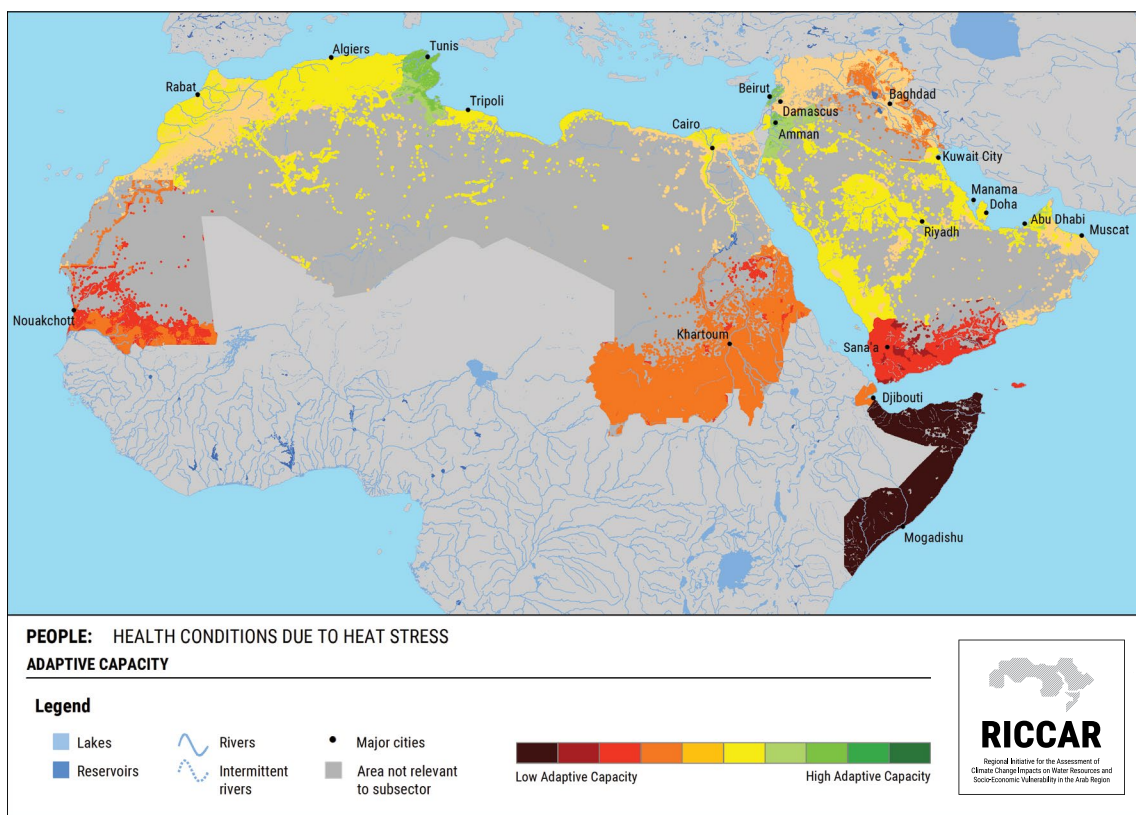 Algiers
Tunis
Rabat
Tripoli
Beirut
Baghdad
Damascus
Cairo
Amman
Kuwait City
Manama
Doha
Abu Dhabi
Riyadh
Muscat
Nouakchott
Khartoum
Sana'a
Djibouti
Mogadishu
PEOPLE: HEALTH CONDITIONS DUE TO HEAT STRESS
ADAPTIVE CAPACITY
Legend
Lakes
Reservoirs
Rivers
Intermittent
rivers
Major cities
Area not relevant
to subsector
Low Adaptive Capacity
High Adaptive Capacity
RICCAR
Regional Initiative for the Assessment of
Climate Change Impacts on Water Resources and
Socio-Economic Vulnerability in the Arab Region